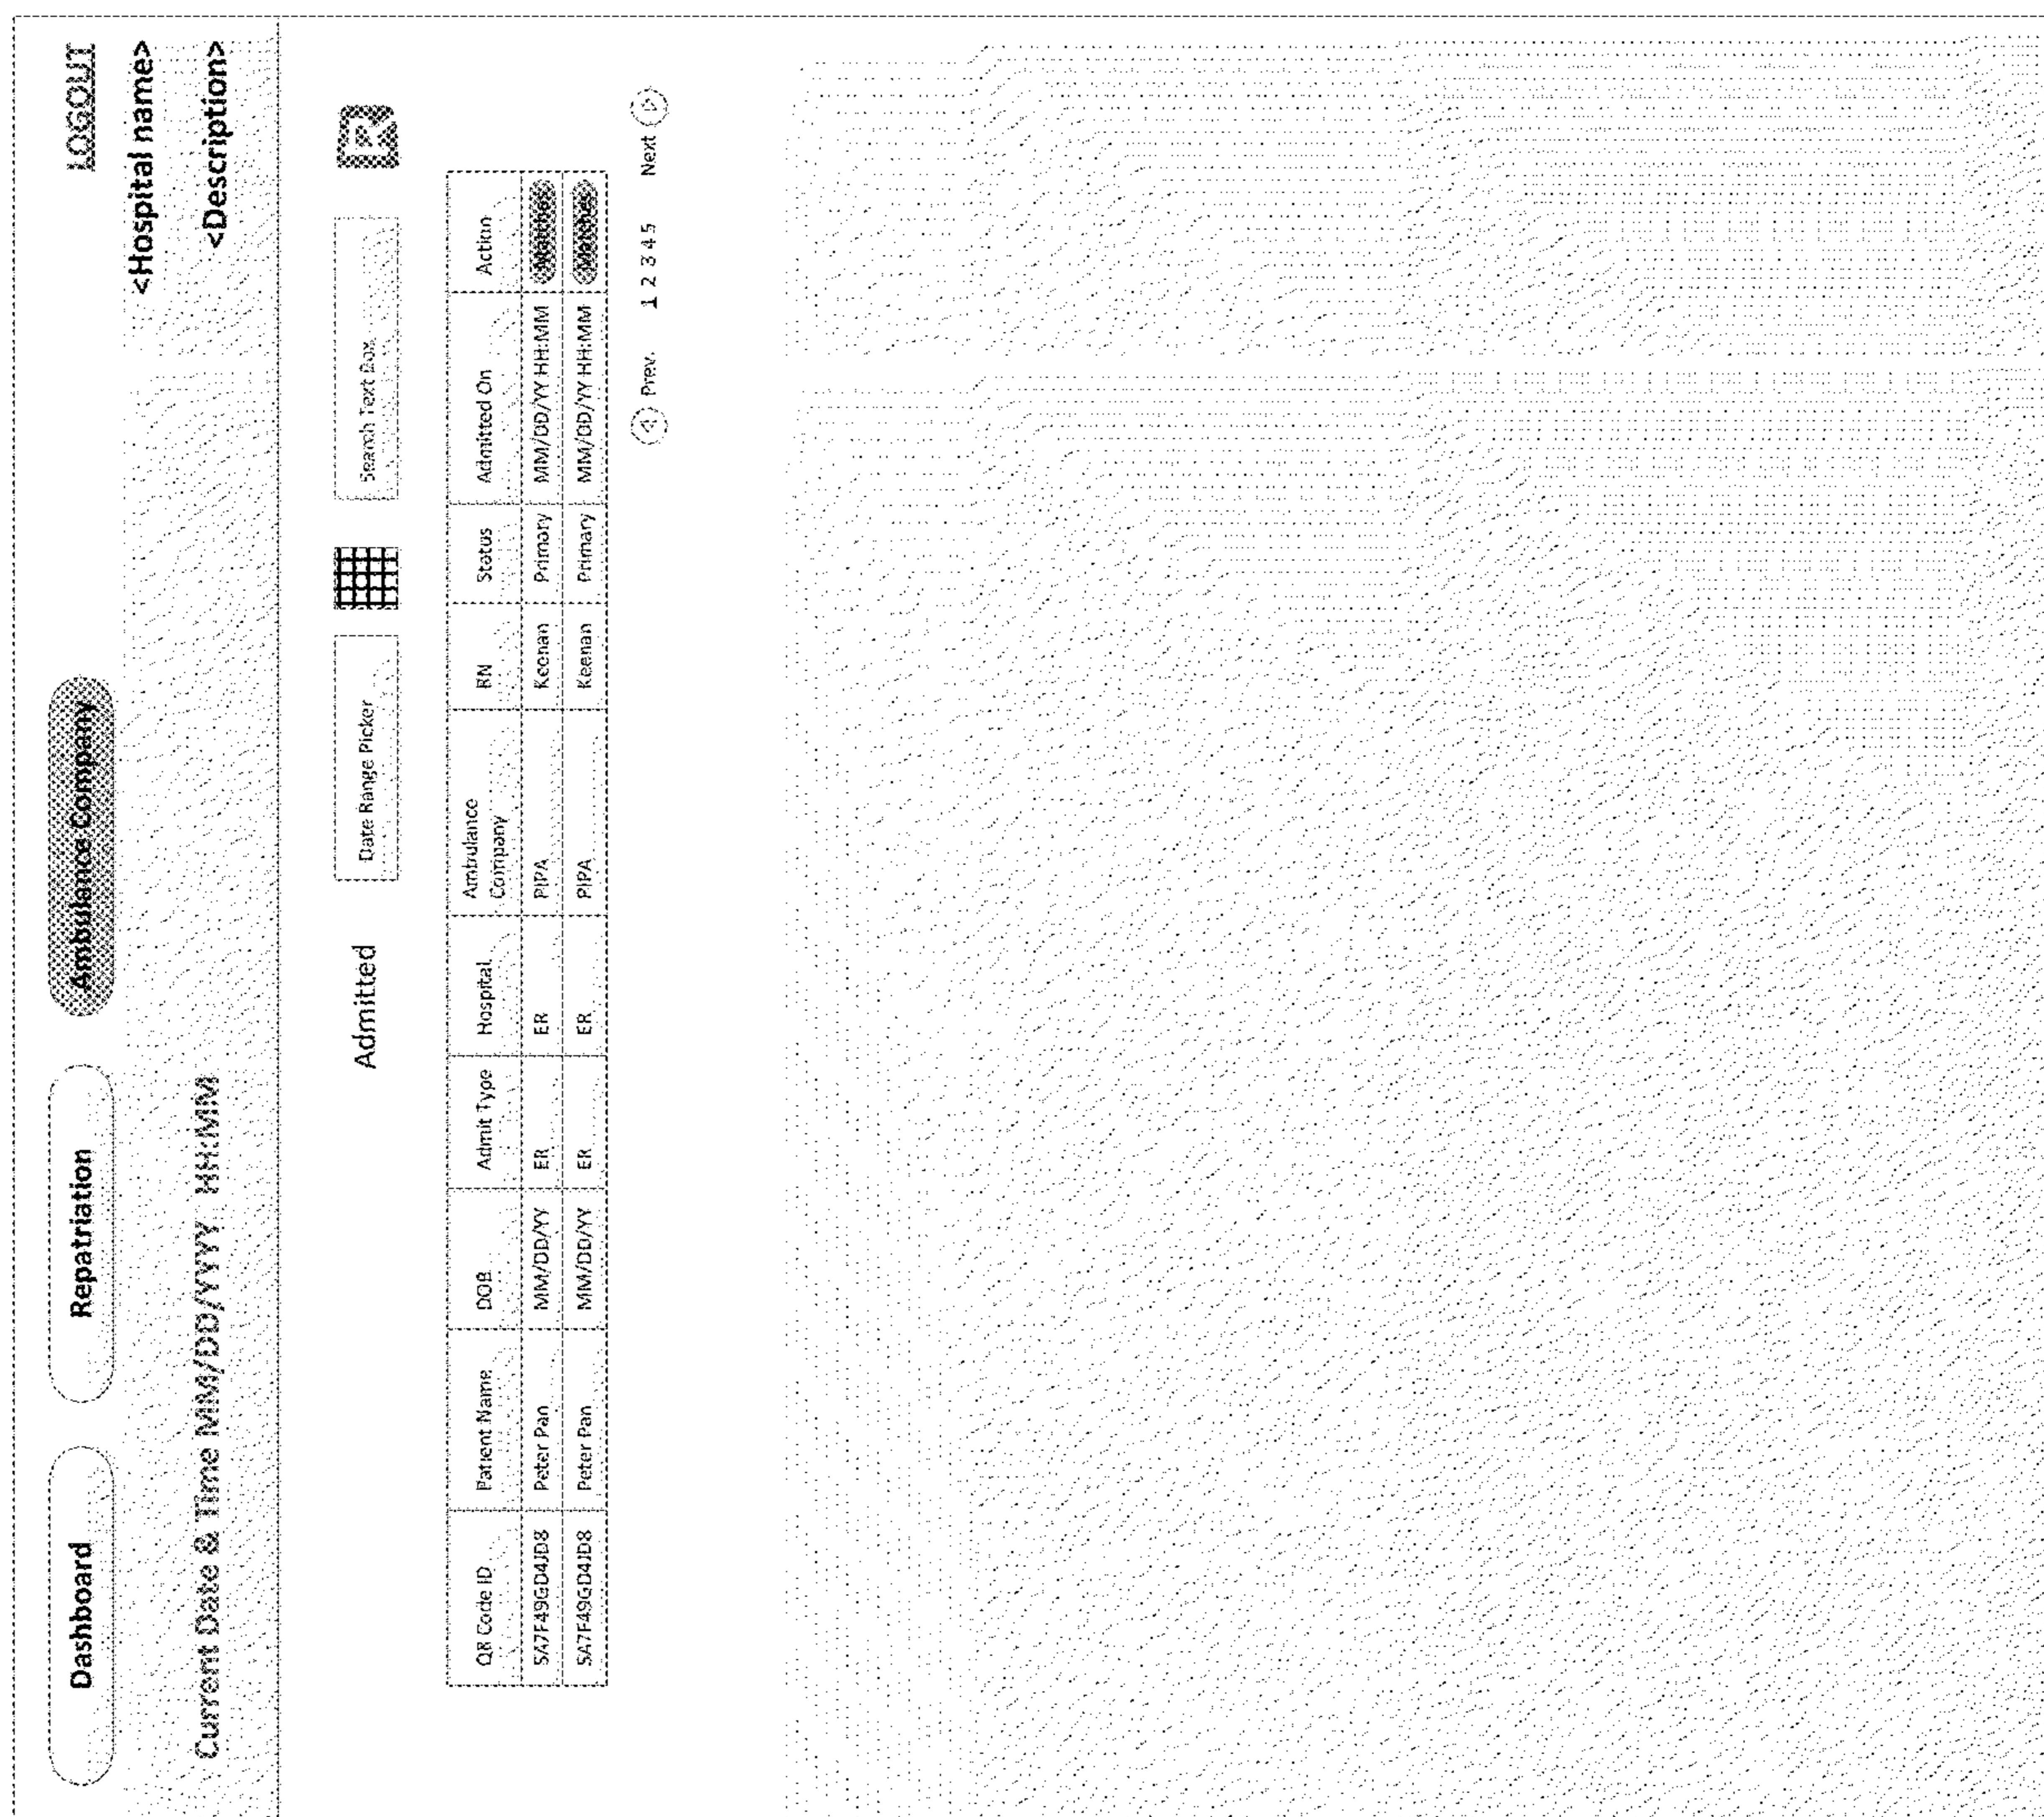 Dashboard Repatriation Ambulance Company LOGOUT
<Hospital name>
Current Date & Time MM/DD/YYYY HH:MM <Description>
Admitted Date Range Picker Search Text Box R
QR Code ID Patient Name DOB Admit Type Hospital Ambulance Company RN Status Admitted On Action
5A7F49GD4JD8 Peter Pan MM/DD/YY ER ER PIPA Keenan Primary MM/DD/YY HH:MM Matches
5A7F49GD4JD8 Peter Pan MM/DD/YY ER ER PIPA Keenan Primary MM/DD/YY HH:MM Matches
Prev. 1 2 3 4 5 Next